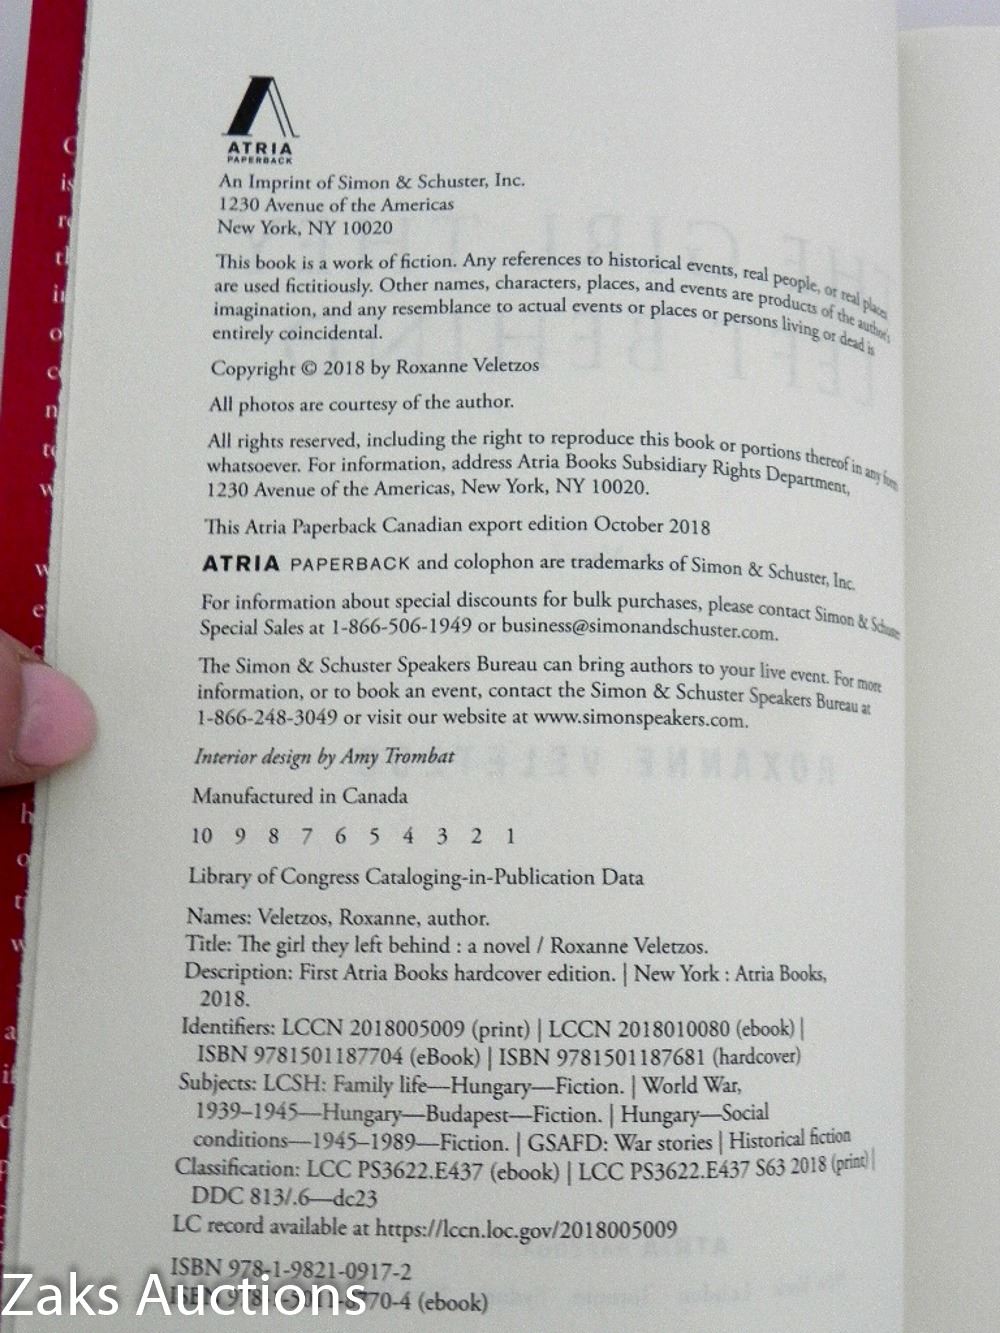 ATRIA
PAPERBACK
An Imprint of Simon & Schuster, Inc.
1230 Avenue of the Americas
New York, NY 10020
This book is a work of fiction. Any references to historical events, real people, or real places
are used fictitiously. Other names, characters, places, and events are products of the author's
imagination, and any resemblance to actual events or places or persons living or dead is
entirely coincidental.
Copyright © 2018 by Roxanne Veletzos
All photos are courtesy of the author.
All rights reserved, including the right to reproduce this book or portions thereof in any form
whatsoever. For information, address Atria Books Subsidiary Rights Department,
1230 Avenue of the Americas, New York, NY 10020.
This Atria Paperback Canadian export edition October 2018
ATRIA PAPERBACK and colophon are trademarks of Simon & Schuster, Inc.
For information about special discounts for bulk purchases, please contact Simon & Schuster
Special Sales at 1-866-506-1949 or business@simonandschuster.com.
The Simon & Schuster Speakers Bureau can bring authors to your live event. For more
information, or to book an event, contact the Simon & Schuster Speakers Bureau at
1-866-248-3049 or visit our website at www.simonspeakers.com.
Interior design by Amy Trombat
Manufactured in Canada
10 9 8 7 6 5 4 3 2 1
Library of Congress Cataloging-in-Publication Data
Names: Veletzos, Roxanne, author.
Title: The girl they left behind : a novel / Roxanne Veletzos.
Description: First Atria Books hardcover edition. | New York : Atria Books,
2018.
Identifiers: LCCN 2018005009 (print) | LCCN 2018010080 (ebook) |
ISBN 9781501187704 (eBook) | ISBN 9781501187681 (hardcover)
Subjects: LCSH: Family life—Hungary—Fiction. | World War,
1939–1945—Hungary—Budapest—Fiction. | Hungary—Social
conditions—1945–1989—Fiction. | GSAFD: War stories | Historical fiction
Classification: LCC PS3622.E437 (ebook) | LCC PS3622.E437 S63 2018 (print) |
DDC 813/.6—dc23
LC record available at https://lccn.loc.gov/2018005009
ISBN 978-1-9821-0917-2
(ebook)
Zaks Auctions